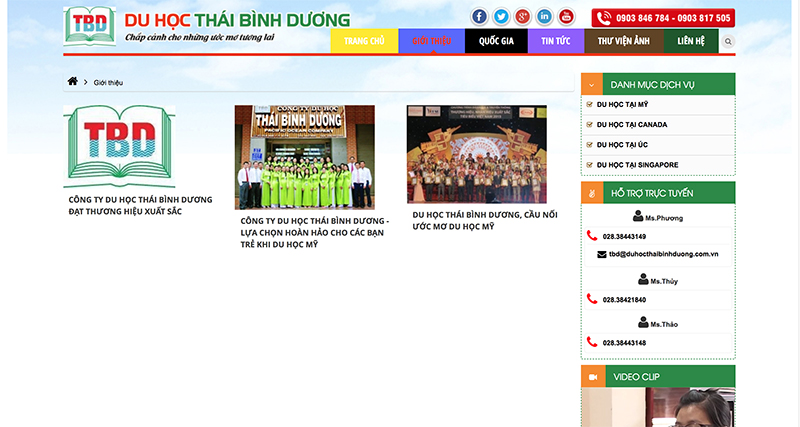 TBD
DU HỌC THÁI BÌNH DƯƠNG
Chắp cánh cho những ước mơ tương lai
0903 846 784 - 0903 817 505
TRANG CHỦ GIỚI THIỆU QUỐC GIA TIN TỨC THƯ VIỆN ẢNH LIÊN HỆ
Giới thiệu
TBD
CÔNG TY DU HỌC THÁI BÌNH DƯƠNG
ĐẠT THƯƠNG HIỆU XUẤT SẮC
CÔNG TY DU HỌC
THÁI BÌNH DƯƠNG
PACIFIC OCEAN COMPANY
CÔNG TY DU HỌC THÁI BÌNH DƯƠNG -
LỰA CHỌN HOÀN HẢO CHO CÁC BẠN
TRẺ KHI DU HỌC MỸ
DU HỌC THÁI BÌNH DƯƠNG, CẦU NỐI
ƯỚC MƠ DU HỌC MỸ
DANH MỤC DỊCH VỤ
DU HỌC TẠI MỸ
DU HỌC TẠI CANADA
DU HỌC TẠI ÚC
DU HỌC TẠI SINGAPORE
HỖ TRỢ TRỰC TUYẾN
Ms.Phương
028.38443149
tbd@duhocthaibinhduong.com.vn
Ms.Thủy
028.38421840
Ms.Thảo
028.38443148
VIDEO CLIP